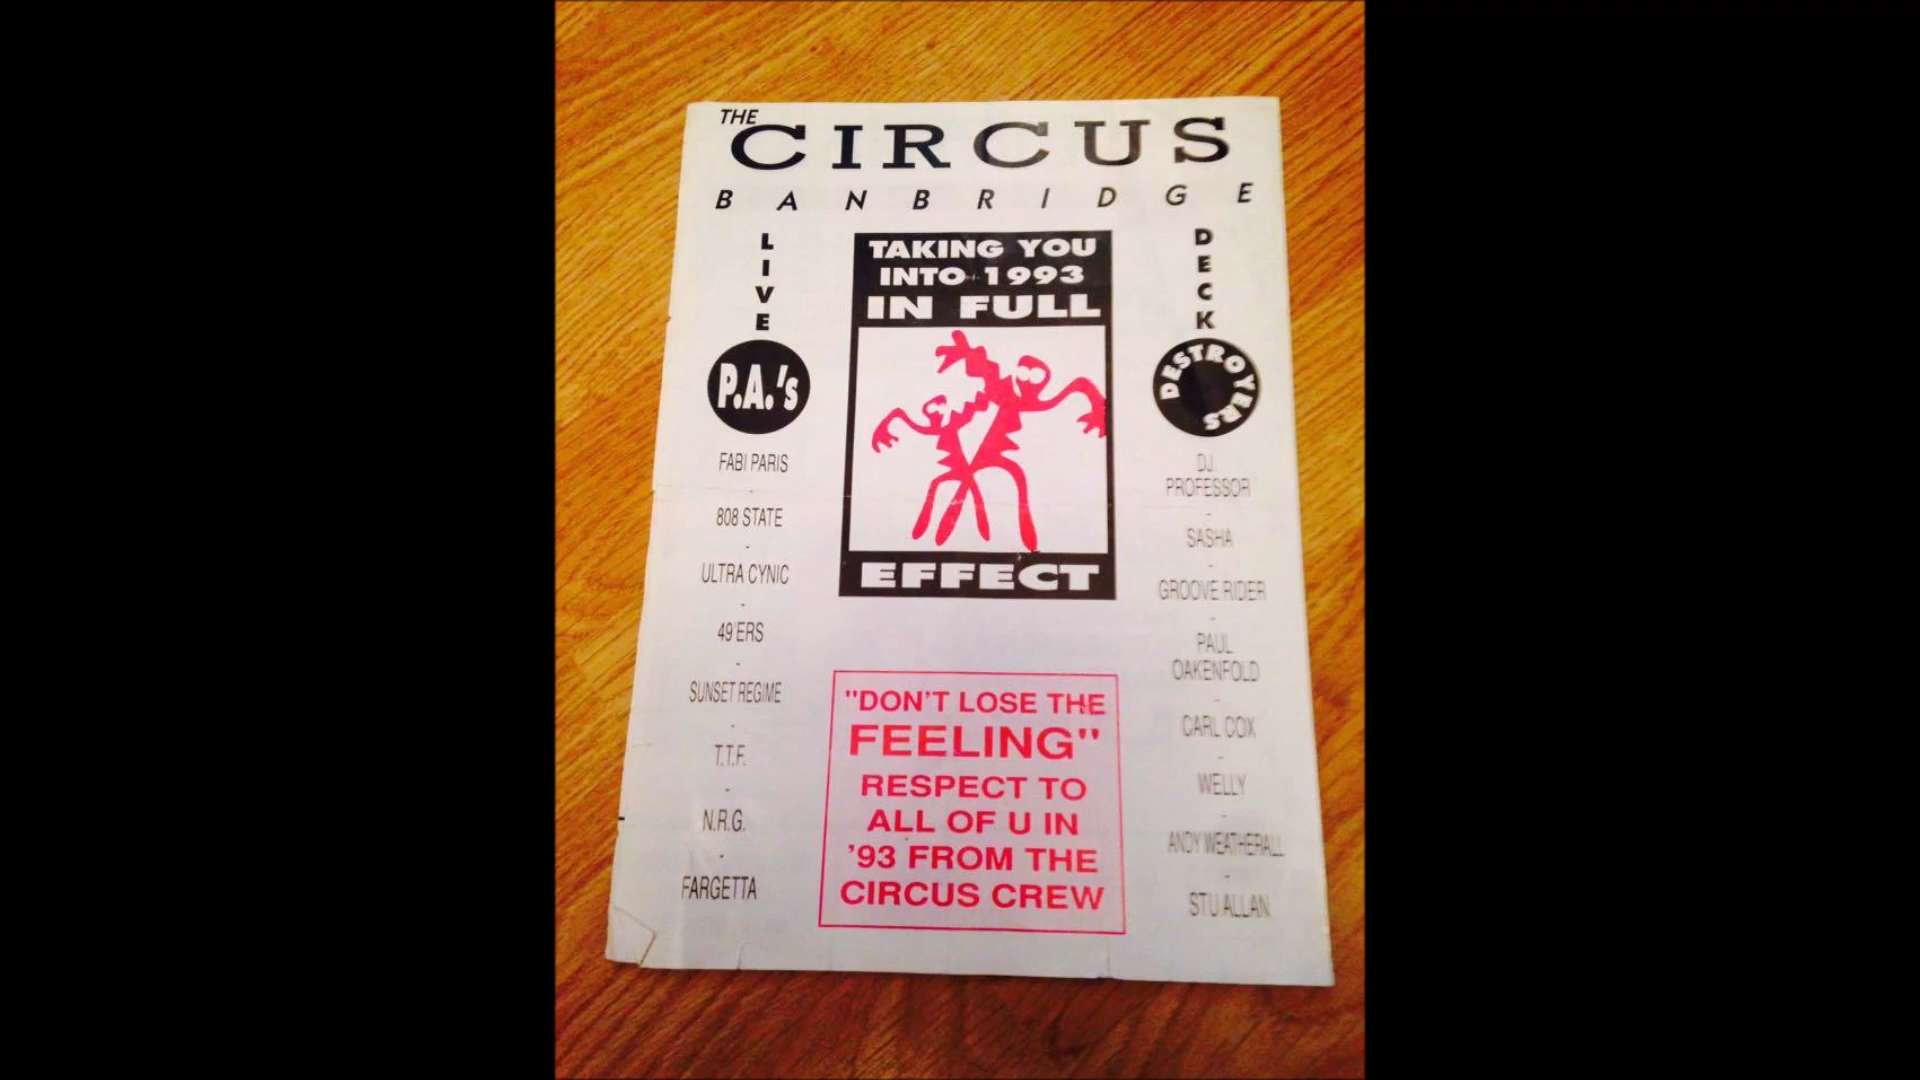 THE
CIRCUS
BANBRIDGE
LIVE
P.A.'s
FABI PARIS
-
808 STATE
-
ULTRA CYNIC
-
49'ERS
-
SUNSET REGIME
-
T.T.F.
-
N.R.G.
-
FARGETTA
TAKING YOU
INTO 1993
IN FULL
EFFECT
"DON'T LOSE THE
FEELING"
RESPECT TO
ALL OF U IN
'93 FROM THE
CIRCUS CREW
DECK
DESTROYERS
DJ
PROFESSOR
-
SASHA
-
GROOVE RIDER
-
PAUL
OAKENFOLD
-
CARL COX
-
WELLY
-
ANDY WEATHERALL
-
STU ALLAN